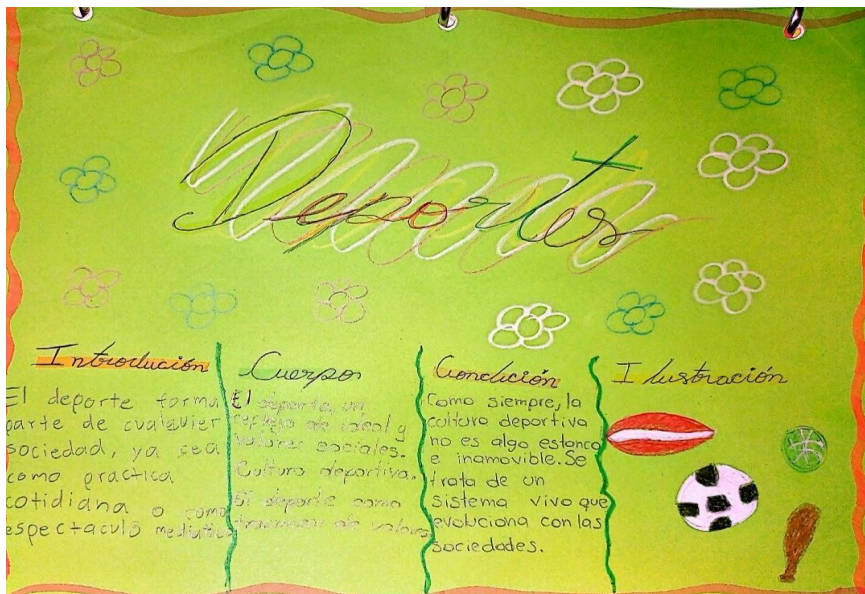 Deportes
Introdución
El deporte forma
parte de cualquier
sociedad, ya sea
como practica
cotidiana o como
espectaculo mediatico
Cuerpo
El deporte, un
reflejo de ideal y
valores sociales.
Cultura deportiva.
El deporte como
transmisor de valores
Conclición
Como siempre, la
cultura deportiva
no es algo estanco
e inamovible. Se
trata de un
sistema vivo que
evoluciona con las
sociedades.
Ilustración